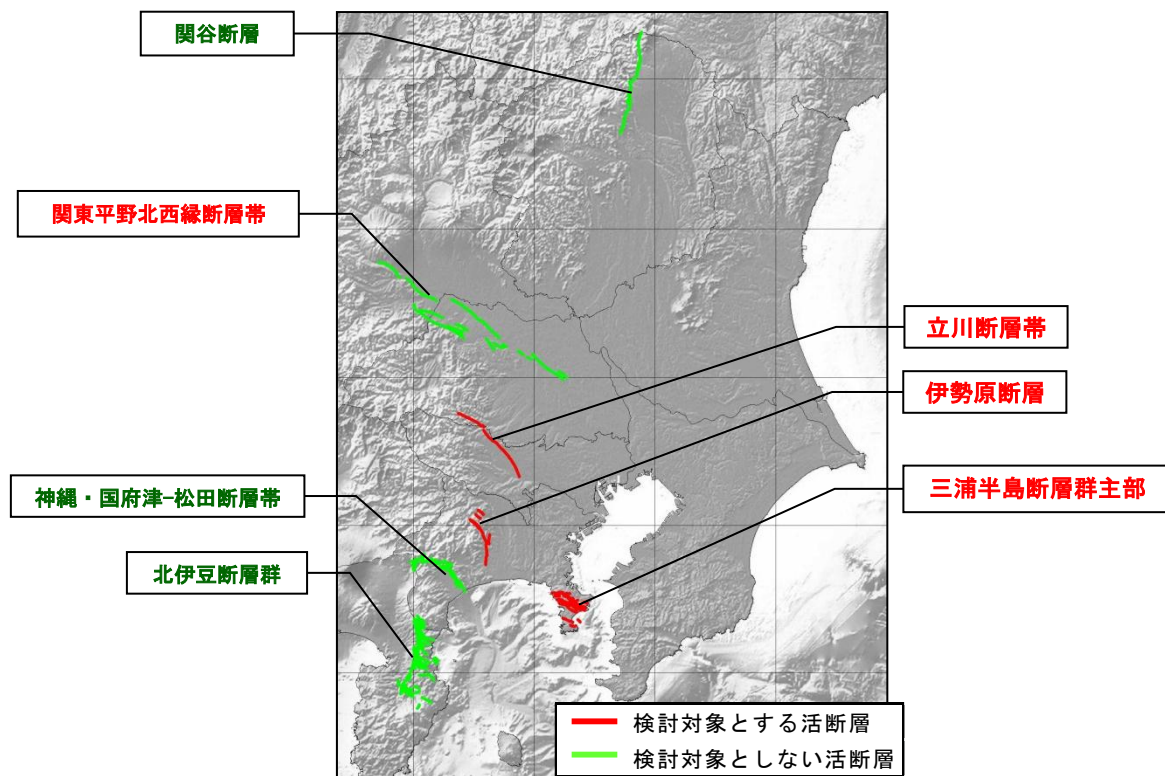 関谷断層
関東平野北西縁断層帯
立川断層帯
伊勢原断層
神縄・国府津-松田断層帯
三浦半島断層群主部
北伊豆断層群
検討対象とする活断層
検討対象としない活断層